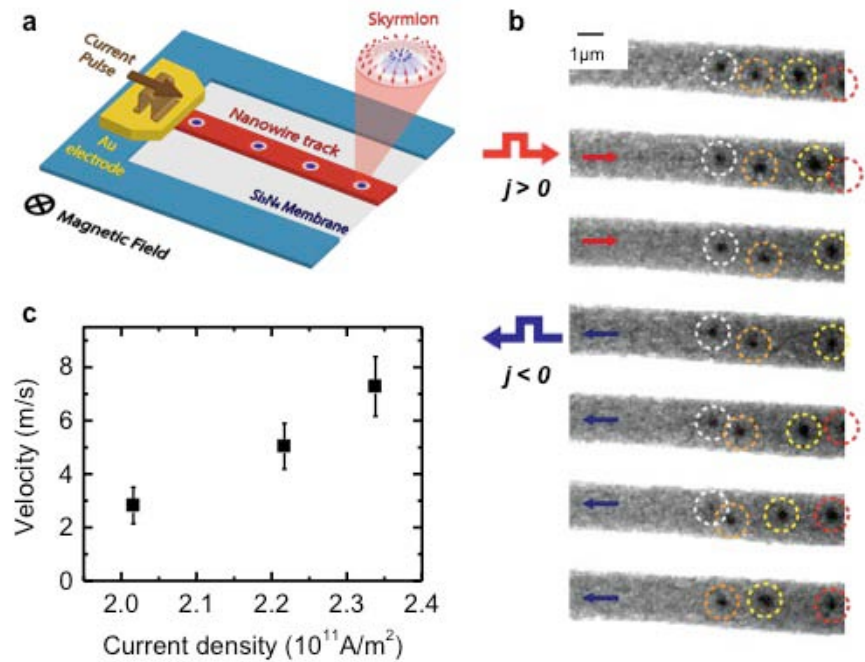 a
Current
Pulse
Skyrmion
Nanowire track
Au
electrode
Si₃N₄ Membrane
Magnetic Field
b
1μm
j > 0
j < 0
c
Velocity (m/s)
8
6
4
2
0
2.0 2.1 2.2 2.3 2.4
Current density (10¹¹A/m²)